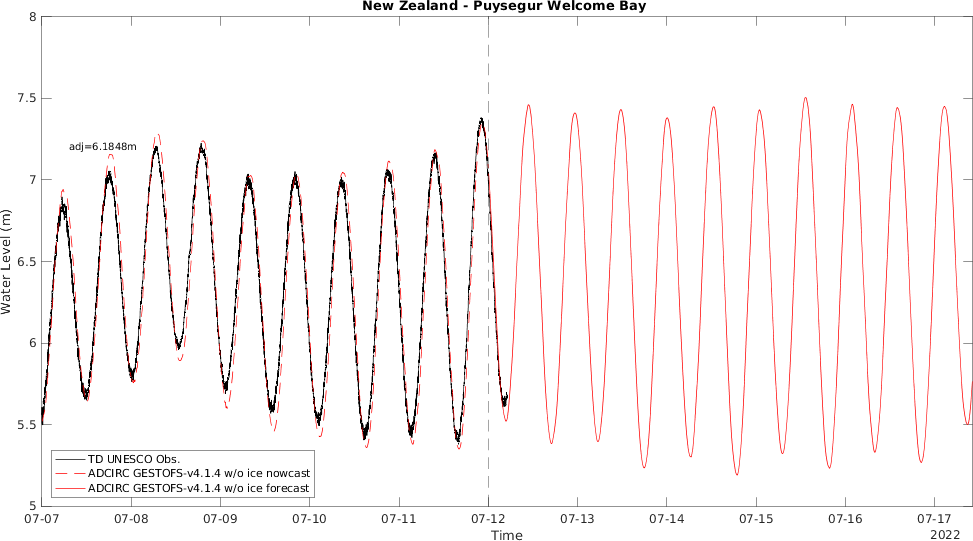 New Zealand - Puysegur Welcome Bay
8
7.5
7
6.5
6
5.5
5
Water Level (m)
adj=6.1848m
TD UNESCO Obs.
ADCIRC GESTOFS-v4.1.4 w/o ice nowcast
ADCIRC GESTOFS-v4.1.4 w/o ice forecast
07-07 07-08 07-09 07-10 07-11 07-12 07-13 07-14 07-15 07-16 07-17
Time
2022